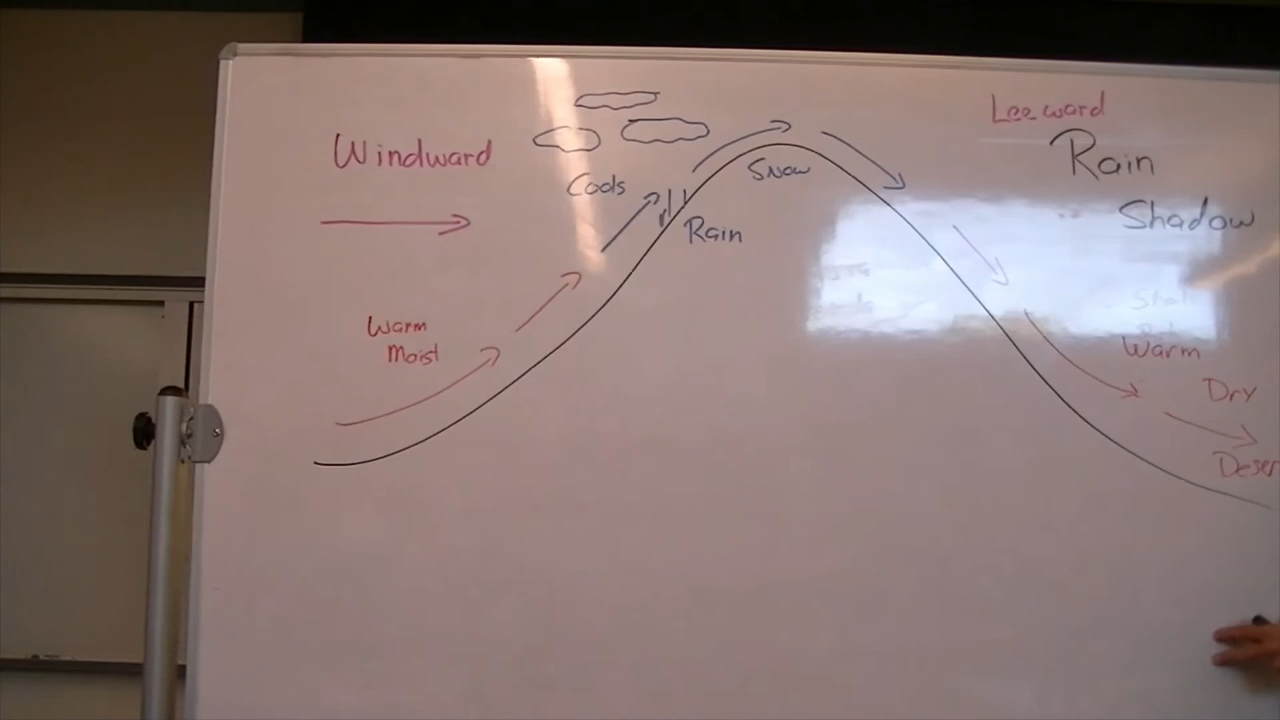 Windward
Leeward
Rain
Shadow
Cools
Snow
Rain
Warm
Moist
Warm
Dry
Deser